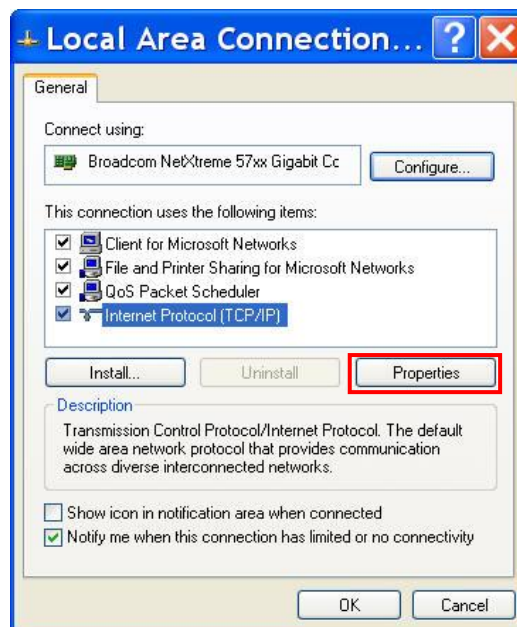 Local Area Connection...
General
Connect using:
Broadcom NetXtreme 57xx Gigabit Cc
Configure...
This connection uses the following items:
Client for Microsoft Networks
File and Printer Sharing for Microsoft Networks
QoS Packet Scheduler
Internet Protocol (TCP/IP)
Install... Uninstall Properties
Description
Transmission Control Protocol/Internet Protocol. The default
wide area network protocol that provides communication
across diverse interconnected networks.
Show icon in notification area when connected
Notify me when this connection has limited or no connectivity
OK Cancel